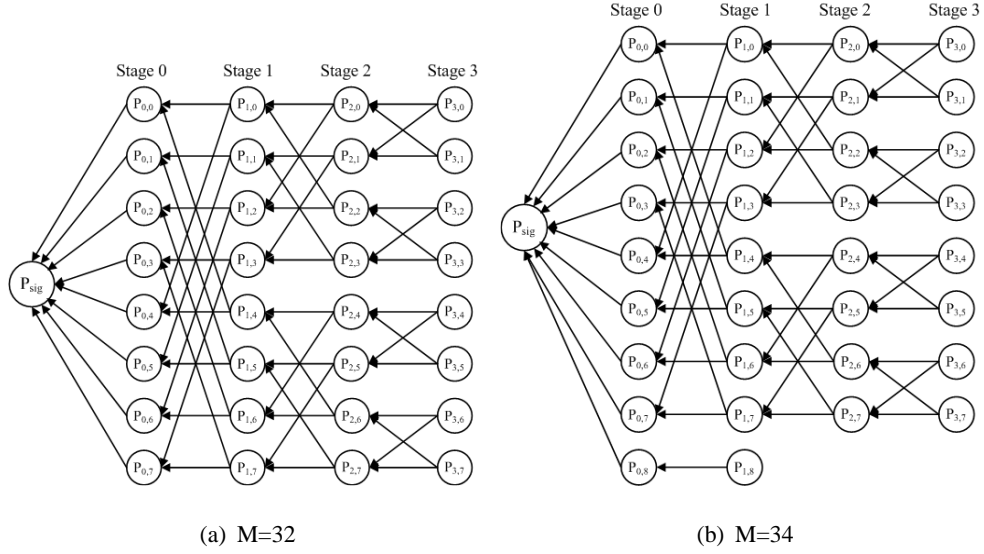 Stage 0 Stage 1 Stage 2 Stage 3
P0,0 P1,0 P2,0 P3,0
P0,1 P1,1 P2,1 P3,1
P0,2 P1,2 P2,2 P3,2
P0,3 P1,3 P2,3 P3,3
Psig
P0,4 P1,4 P2,4 P3,4
P0,5 P1,5 P2,5 P3,5
P0,6 P1,6 P2,6 P3,6
P0,7 P1,7 P2,7 P3,7
(a) M=32
Stage 0 Stage 1 Stage 2 Stage 3
P0,0 P1,0 P2,0 P3,0
P0,1 P1,1 P2,1 P3,1
P0,2 P1,2 P2,2 P3,2
P0,3 P1,3 P2,3 P3,3
Psig
P0,4 P1,4 P2,4 P3,4
P0,5 P1,5 P2,5 P3,5
P0,6 P1,6 P2,6 P3,6
P0,7 P1,7 P2,7 P3,7
P0,8 P1,8
(b) M=34